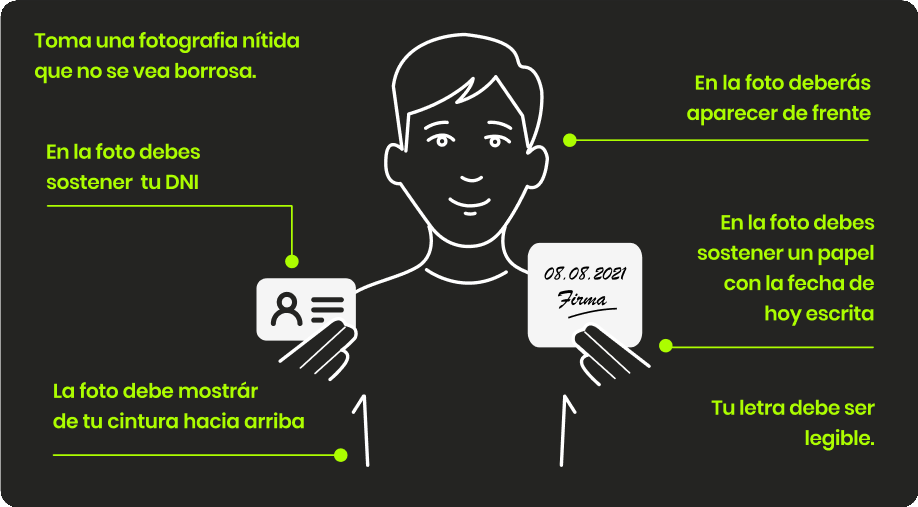 Toma una fotografia nítida
que no se vea borrosa.
En la foto debes
sostener tu DNI
La foto debe mostrár
de tu cintura hacia arriba
08.08.2021
Firma
En la foto deberás
aparecer de frente
En la foto debes
sostener un papel
con la fecha de
hoy escrita
Tu letra debe ser
legible.